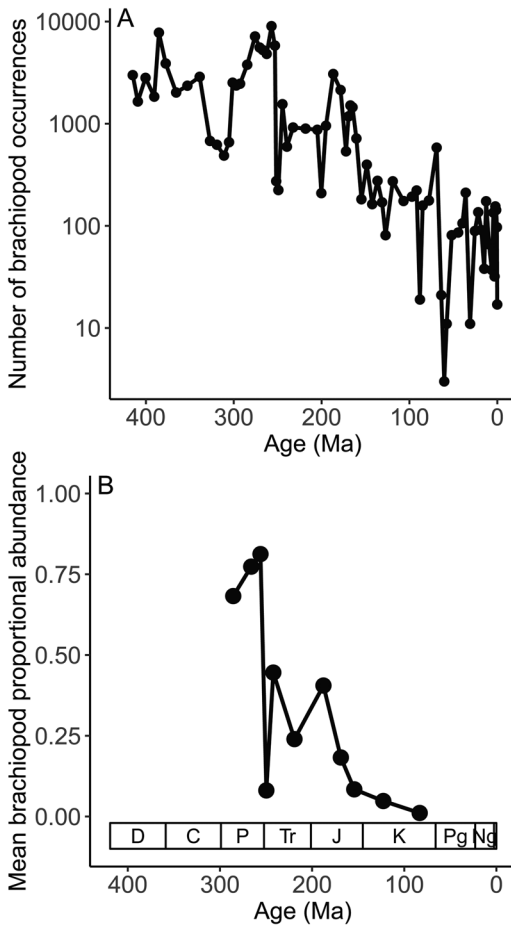 A
Number of brachiopod occurrences
10000
1000
100
10
400 300 200 100 0
Age (Ma)
B
Mean brachiopod proportional abundance
1.00
0.75
0.50
0.25
0.00
D C P Tr J K Pg Ng
400 300 200 100 0
Age (Ma)